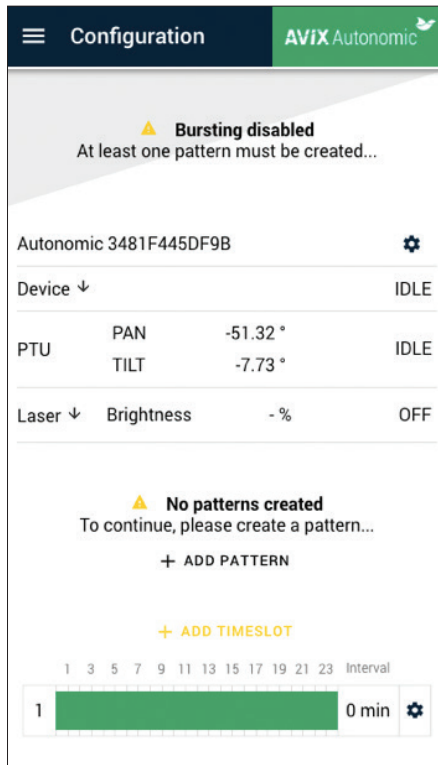 Configuration
AViX Autonomic
Bursting disabled
At least one pattern must be created...
Autonomic 3481F445DF9B
Device ↓ IDLE
PTU PAN -51.32 ° IDLE
TILT -7.73 °
Laser ↓ Brightness - % OFF
No patterns created
To continue, please create a pattern...
+ ADD PATTERN
+ ADD TIMESLOT
1 3 5 7 9 11 13 15 17 19 21 23 Interval
1 0 min